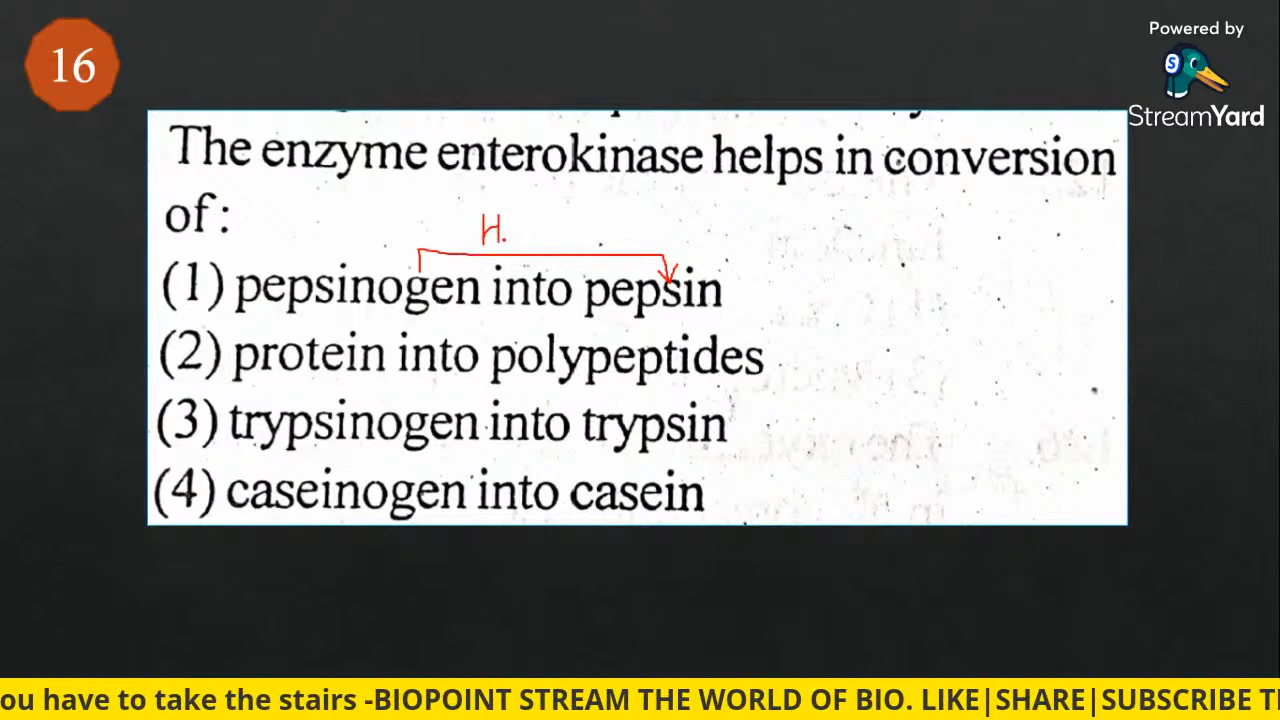 16
Powered by
S
StreamYard
The enzyme enterokinase helps in conversion
of :
H.
(1) pepsinogen into pepsin
(2) protein into polypeptides
(3) trypsinogen into trypsin
(4) caseinogen into casein
ou have to take the stairs -BIOPOINT STREAM THE WORLD OF BIO. LIKE|SHARE|SUBSCRIBE T